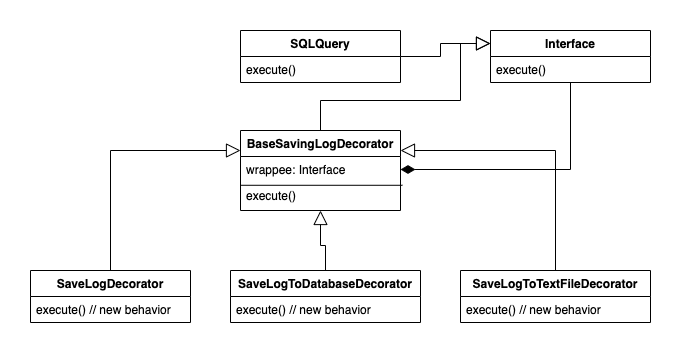 SQLQuery
execute()
Interface
execute()
BaseSavingLogDecorator
wrappee: Interface
execute()
SaveLogDecorator
execute() // new behavior
SaveLogToDatabaseDecorator
execute() // new behavior
SaveLogToTextFileDecorator
execute() // new behavior